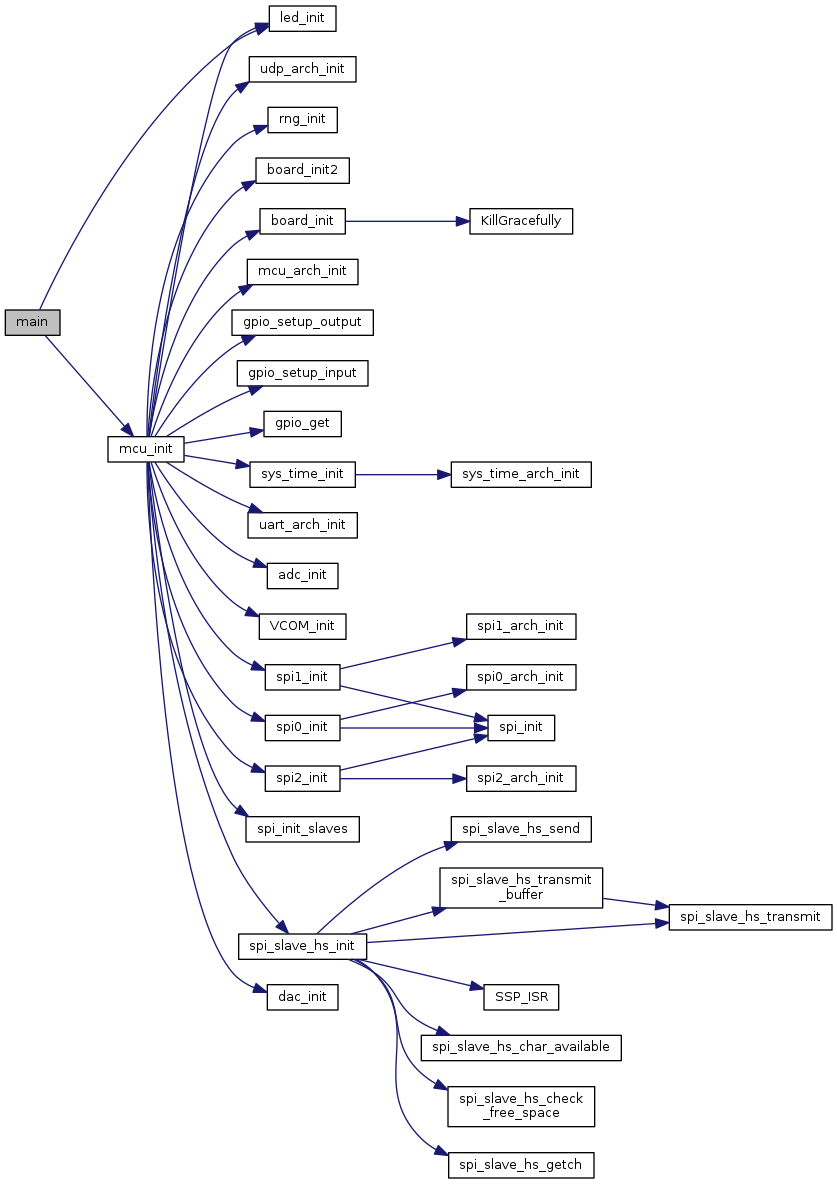 led_init
udp_arch_init
rng_init
board_init2
board_init
KillGracefully
mcu_arch_init
main
gpio_setup_output
gpio_setup_input
gpio_get
mcu_init
sys_time_init
sys_time_arch_init
uart_arch_init
adc_init
VCOM_init
spi1_arch_init
spi1_init
spi0_arch_init
spi0_init
spi_init
spi2_init
spi2_arch_init
spi_init_slaves
spi_slave_hs_send
spi_slave_hs_transmit
_buffer
spi_slave_hs_transmit
spi_slave_hs_init
SSP_ISR
dac_init
spi_slave_hs_char_available
spi_slave_hs_check
_free_space
spi_slave_hs_getch